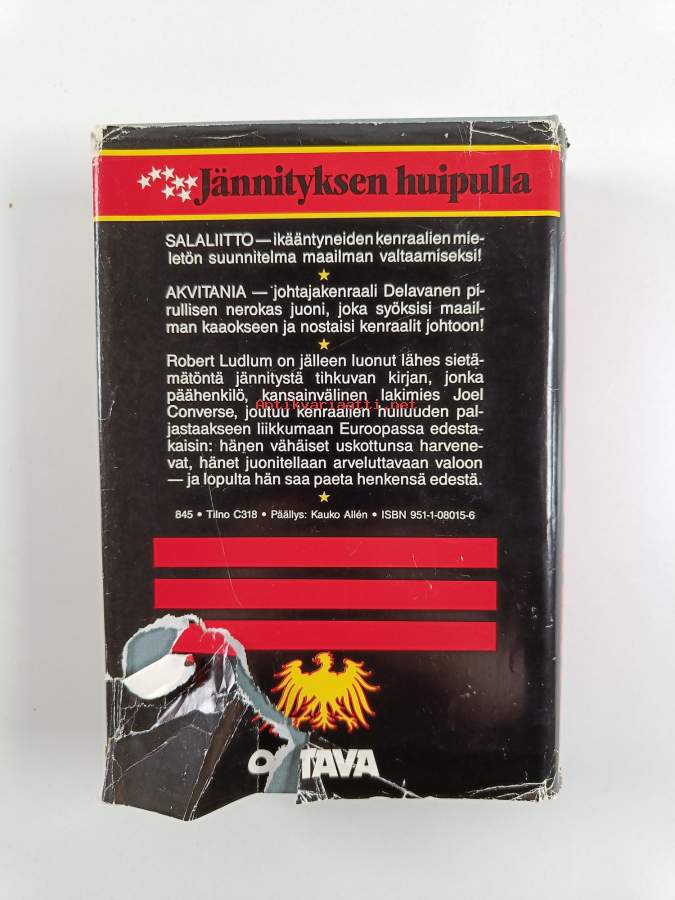 Jännityksen huipulla
SALALIITTO — ikääntyneiden kenraalien mie-
letön suunnitelma maailman valtaamiseksi!
AKVITANIA — johtajakenraali Delavanen pi-
rullisen nerokas juoni, joka syöksisi maail-
man kaaokseen ja nostaisi kenraalit johtoon!
Robert Ludlum on jälleen luonut lähes sietä-
mätöntä jännitystä tihkuvan kirjan, jonka
päähenkilö, kansainvälinen lakimies Joel
Antikvariaatti.net
Converse, joutuu kenraalien hulluuden pal-
jastaakseen liikkumaan Euroopassa edesta-
kaisin: hänen vähäiset uskottunsa harvene-
vat, hänet juonitellaan arveluttavaan valoon
— ja lopulta hän saa paeta henkensä edestä.
845 • Tilno C318 • Päällys: Kauko Allén • ISBN 951-1-08015-6
O TAVA